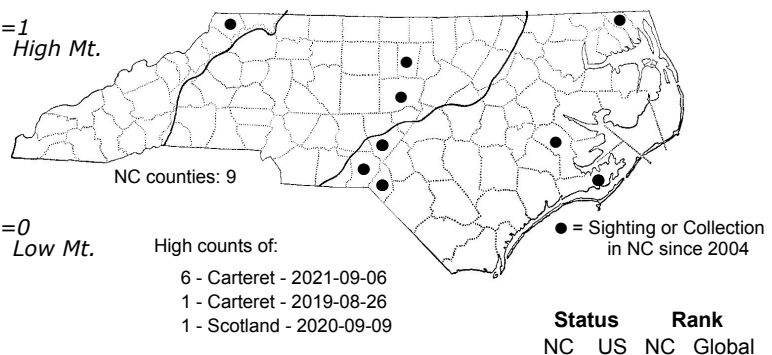 =1
High Mt.
NC counties: 9
=0
Low Mt.
High counts of:
6 - Carteret - 2021-09-06
1 - Carteret - 2019-08-26
1 - Scotland - 2020-09-09
● = Sighting or Collection
in NC since 2004
Status Rank
NC US NC Global